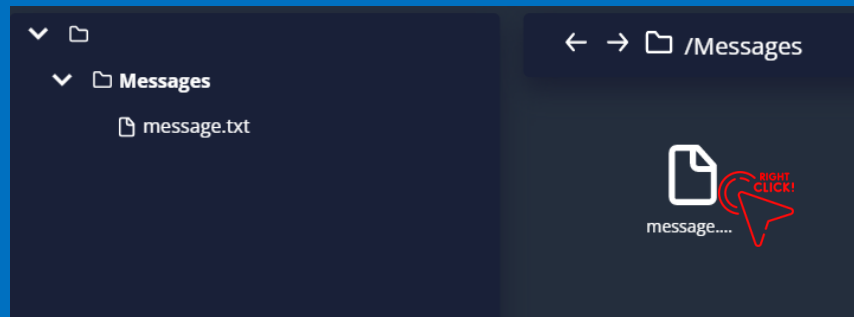 Messages
message.txt
/Messages
RIGHT
CLICK!
message....